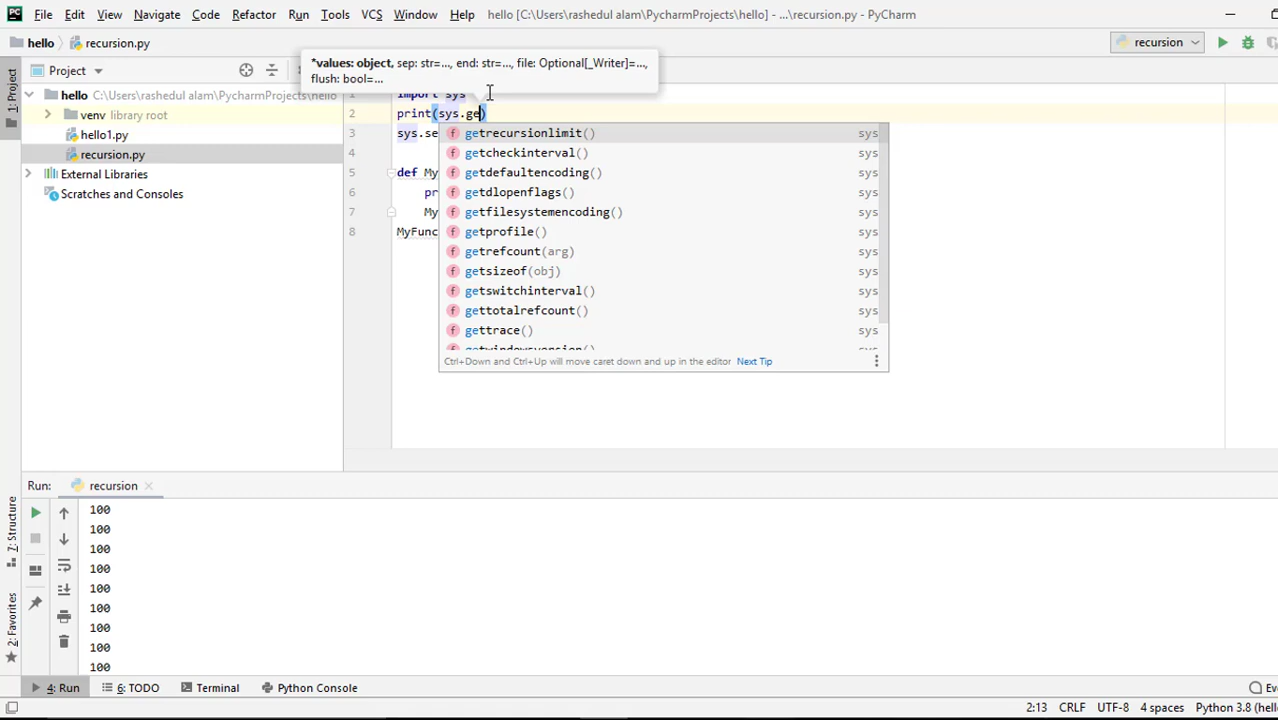 File Edit View Navigate Code Refactor Run Tools VCS Window Help hello [C:\Users\rashedul alam\PycharmProjects\hello] - ...\recursion.py - PyCharm
hello recursion.py recursion
Project
1: Project
*values: object, sep: str=..., end: str=..., file: Optional[_Writer]=...,
flush: bool=...
hello C:\Users\rashedul alam\PycharmProjects\hello
venv library root
hello1.py
recursion.py
External Libraries
Scratches and Consoles
1 import sys
2 print(sys.ge)
3 sys.se
4
5 def My
6 pr
7 My
8 MyFunc
getrecursionlimit() sys
getcheckinterval() sys
getdefaultencoding() sys
getdlopenflags() sys
getfilesystemencoding() sys
getprofile() sys
getrefcount(arg) sys
getsizeof(obj) sys
getswitchinterval() sys
gettotalrefcount() sys
gettrace() sys
getwindowsversion() sys
Ctrl+Down and Ctrl+Up will move caret down and up in the editor Next Tip
Run: recursion
100
100
100
100
100
100
100
100
100
7: Structure
2: Favorites
4: Run 6: TODO Terminal Python Console Eve
2:13 CRLF UTF-8 4 spaces Python 3.8 (hell